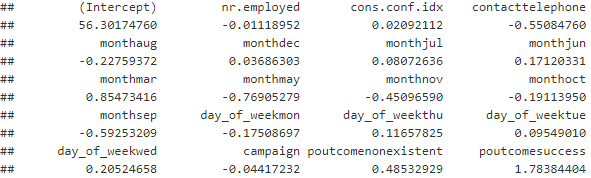 ##       (Intercept)       nr.employed     cons.conf.idx  contacttelephone
##       56.30174760       -0.01118952        0.02092112       -0.55084760
##          monthaug          monthdec          monthjul          monthjun
##       -0.22759372        0.03686303        0.08072636        0.17120331
##          monthmar          monthmay          monthnov          monthoct
##        0.85473416       -0.76905279       -0.45096590       -0.19113950
##          monthsep    day_of_weekmon    day_of_weekthu    day_of_weektue
##       -0.59253209       -0.17508697        0.11657825        0.09549010
##    day_of_weekwed          campaign poutcomenonexistent    poutcomesuccess
##        0.20524658       -0.04417232        0.48532929        1.78384404